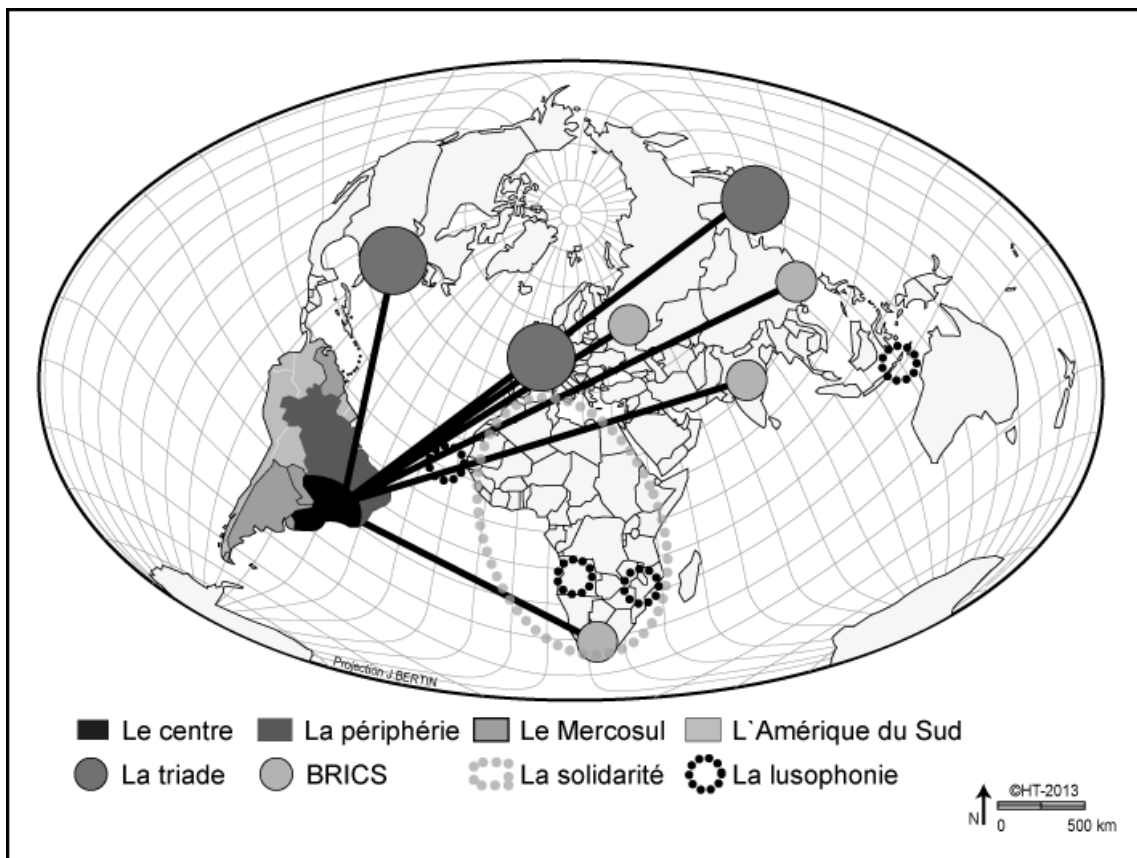 Projection J.BERTIN
Le centre La périphérie Le Mercosul L`Amérique du Sud
La triade BRICS La solidarité La lusophonie
©HT-2013
N 0 500 km